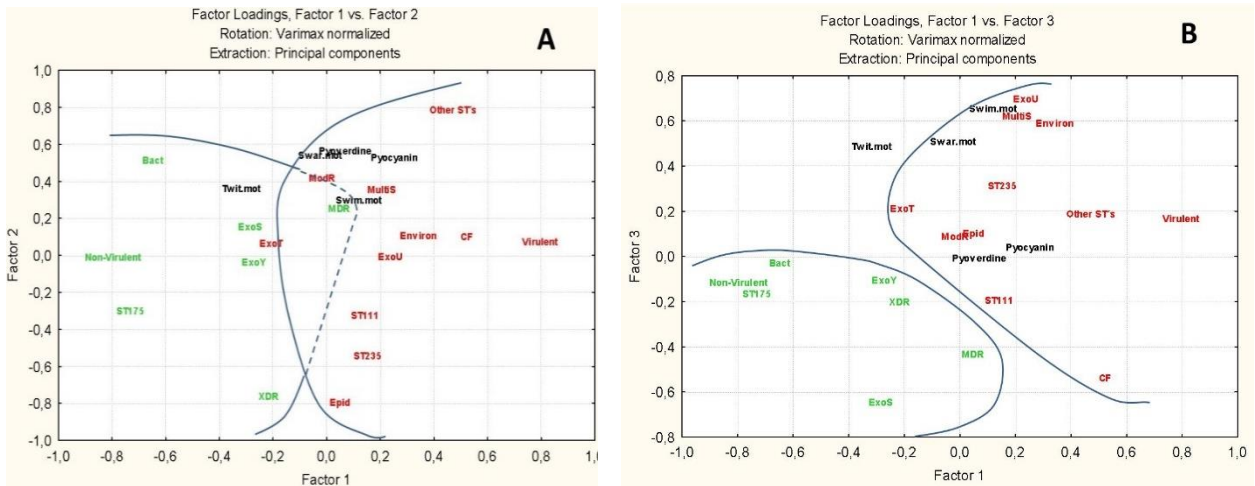 Factor Loadings, Factor 1 vs. Factor 2
Rotation: Varimax normalized
Extraction: Principal components
A
1,0
0,8
0,6
0,4
0,2
0,0
-0,2
-0,4
-0,6
-0,8
-1,0
Factor 2
Other ST's
Bact
Pyoverdine
Swar.mot
Pyocyanin
ModR
Twit.mot
MultiS
Swim.mot
MDR
ExoS
ExoT
Environ
CF
Virulent
Non-Virulent
ExoY
ExoU
ST175
ST111
ST235
XDR
Epid
-1,0 -0,8 -0,6 -0,4 -0,2 0,0 0,2 0,4 0,6 0,8 1,0
Factor 1
Factor Loadings, Factor 1 vs. Factor 3
Rotation: Varimax normalized
Extraction: Principal components
B
0,8
0,6
0,4
0,2
0,0
-0,2
-0,4
-0,6
-0,8
Factor 3
ExoU
Swim.mot
MultiS
Environ
Twit.mot
Swar.mot
ST235
ExoT
Other ST's
Virulent
ModR
Epid
Pyocyanin
Pyoverdine
Bact
Non-Virulent
ExoY
ST175
XDR
ST111
MDR
CF
ExoS
-1,0 -0,8 -0,6 -0,4 -0,2 0,0 0,2 0,4 0,6 0,8 1,0
Factor 1